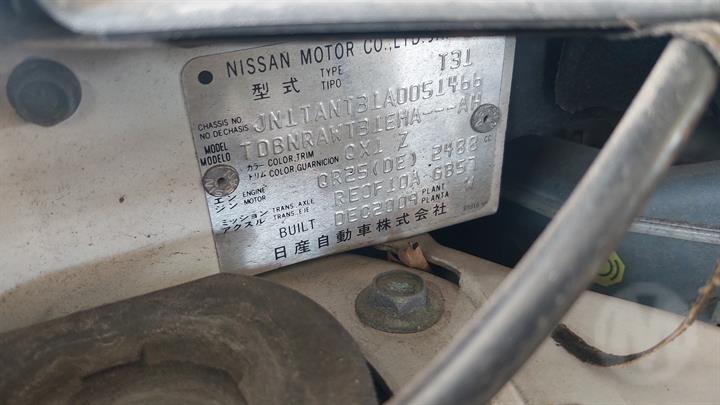 NISSAN MOTOR CO.,LTD.
型式 TYPE T31
TIPO
CHASSIS NO. JN1TANT31A0051466
NO DE CHASIS
MODEL TDBNRAWT31EHA---AH
MODELO
カラー COLOR,TRIM QX1 Z
トリム COLOR,GUARNICION
エン ENGINE QR25(DE) 2488 cc
ジン MOTOR
ミッション TRANS. AXLE RE0F10A GB57
アクスル TRANS.EJE
BUILT DEC2009 PLANT W
PLANTA
日産自動車株式会社